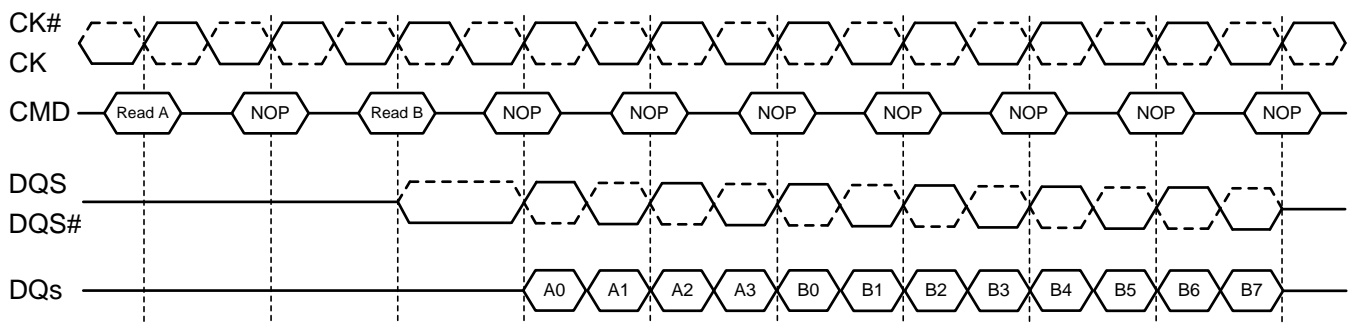 CK#
CK
CMD Read A NOP Read B NOP NOP NOP NOP NOP NOP NOP
DQS
DQS#
DQs A0 A1 A2 A3 B0 B1 B2 B3 B4 B5 B6 B7